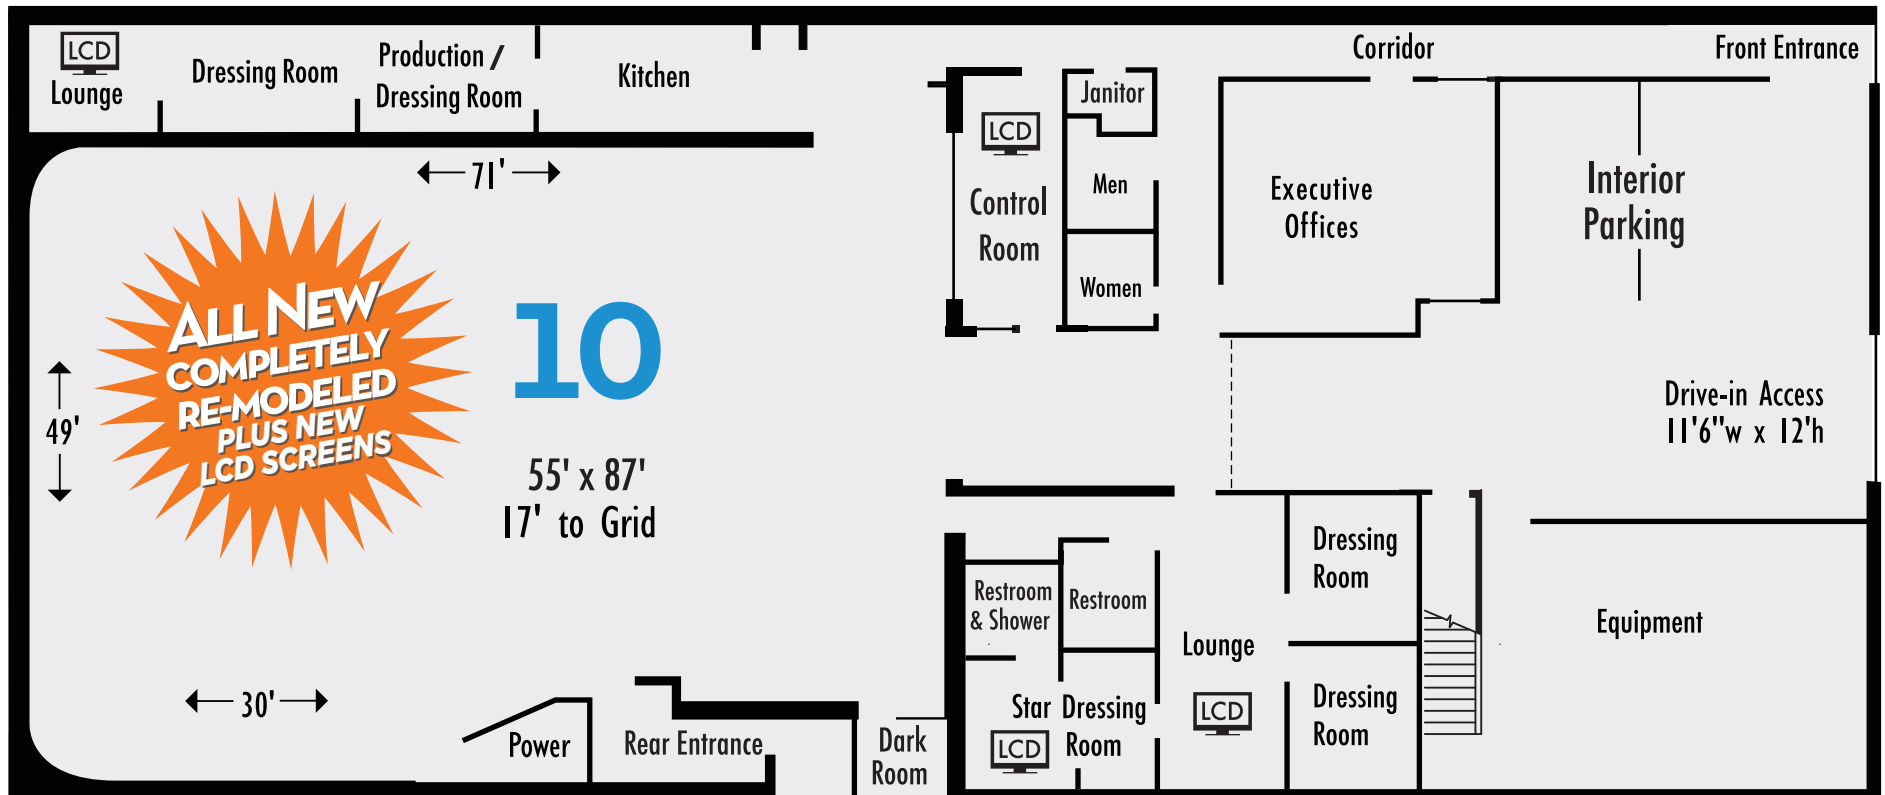 LCD
Lounge
Dressing Room
Production /
Dressing Room
Kitchen
Corridor
Front Entrance
71'
LCD
Control
Room
Janitor
Men
Women
Executive
Offices
Interior
Parking
ALL NEW
COMPLETELY
RE-MODELED
PLUS NEW
LCD SCREENS
10
49'
55' x 87'
17' to Grid
Drive-in Access
11'6"w x 12'h
30'
Power
Rear Entrance
Dark
Room
Restroom
& Shower
Restroom
Star Dressing
Room
LCD
Lounge
LCD
Dressing
Room
Dressing
Room
Equipment